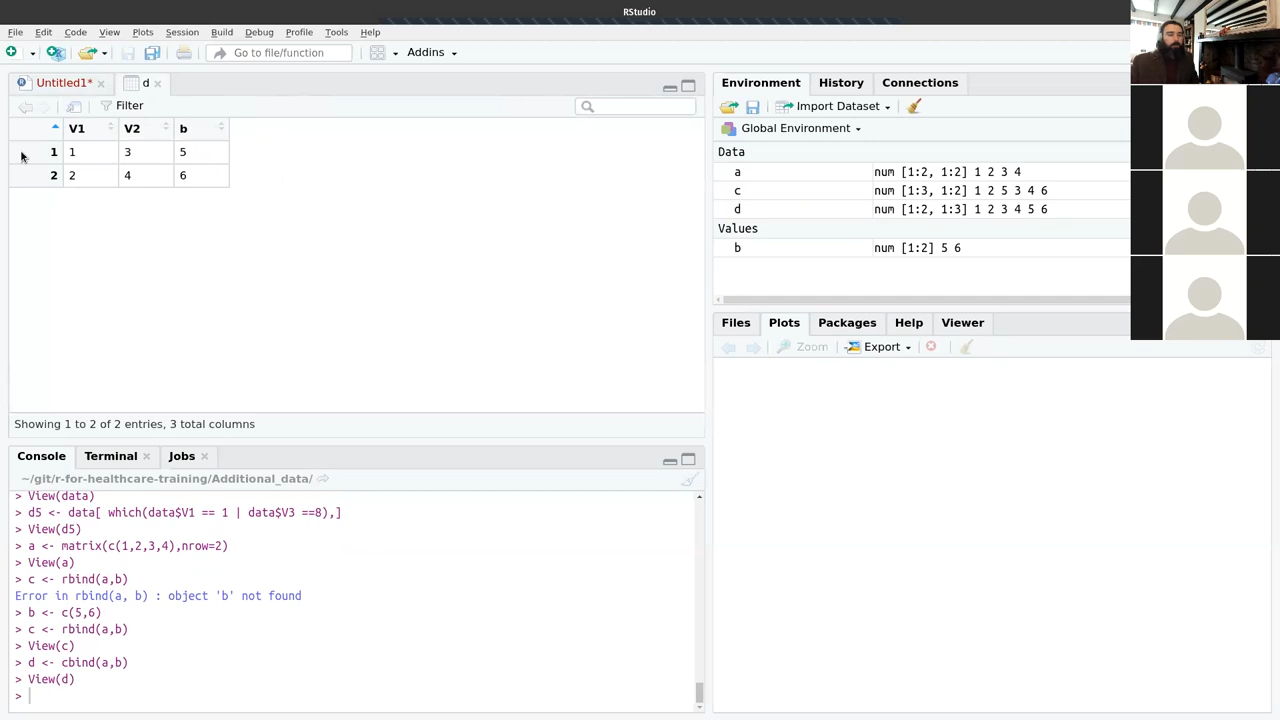 RStudio
File Edit Code View Plots Session Build Debug Profile Tools Help
Go to file/function Addins
Untitled1* d
Filter
V1 V2 b
1 1 3 5
2 2 4 6
Showing 1 to 2 of 2 entries, 3 total columns
Console Terminal Jobs
~/git/r-for-healthcare-training/Additional_data/
> View(data)
> d5 <- data[ which(data$V1 == 1 | data$V3 ==8),]
> View(d5)
> a <- matrix(c(1,2,3,4),nrow=2)
> View(a)
> c <- rbind(a,b)
Error in rbind(a, b) : object 'b' not found
> b <- c(5,6)
> c <- rbind(a,b)
> View(c)
> d <- cbind(a,b)
> View(d)
>
Environment History Connections
Import Dataset
Global Environment
Data
a num [1:2, 1:2] 1 2 3 4
c num [1:3, 1:2] 1 2 5 3 4 6
d num [1:2, 1:3] 1 2 3 4 5 6
Values
b num [1:2] 5 6
Files Plots Packages Help Viewer
Zoom Export